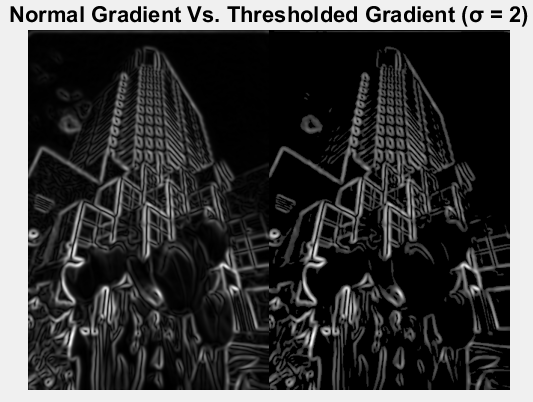 Normal Gradient Vs. Thresholded Gradient (σ = 2)